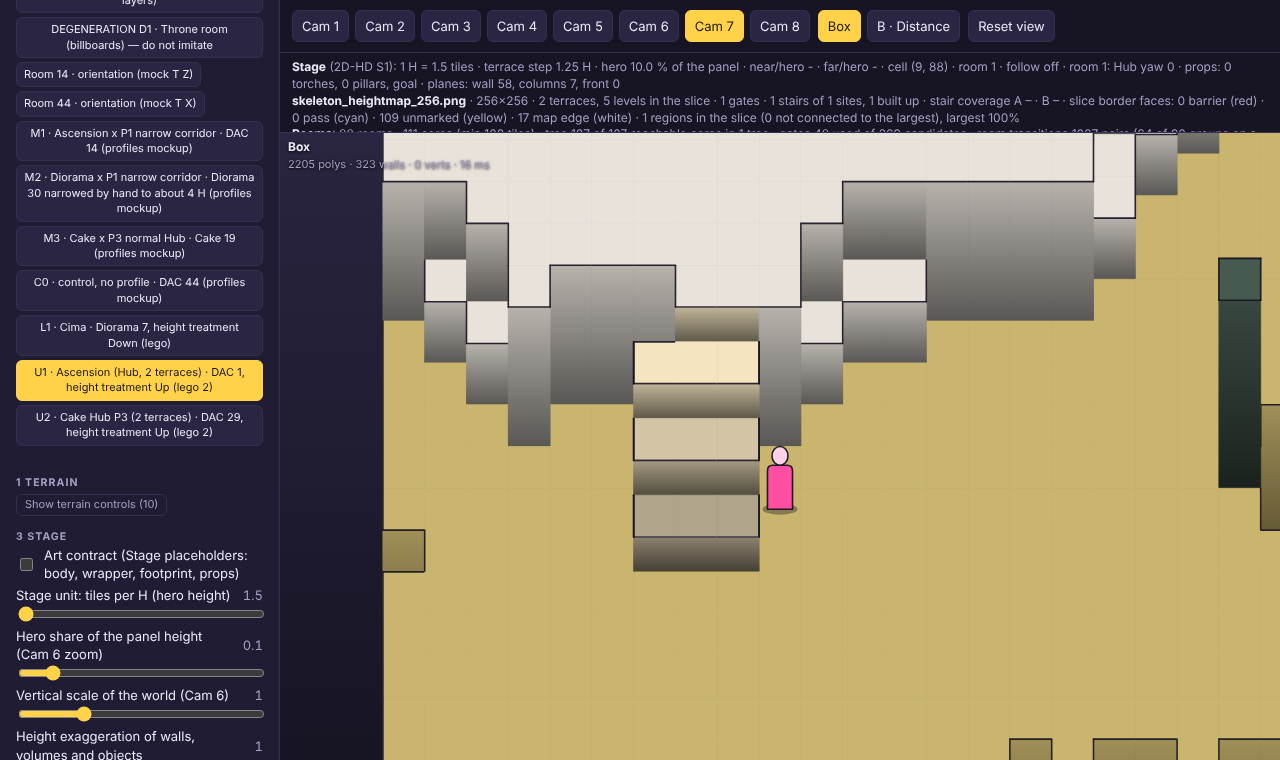 layers)
DEGENERATION D1 · Throne room
(billboards) — do not imitate
Room 14 · orientation (mock T Z)
Room 44 · orientation (mock T X)
M1 · Ascension x P1 narrow corridor · DAC
14 (profiles mockup)
M2 · Diorama x P1 narrow corridor · Diorama
30 narrowed by hand to about 4 H (profiles
mockup)
M3 · Cake x P3 normal Hub · Cake 19
(profiles mockup)
C0 · control, no profile · DAC 44 (profiles
mockup)
L1 · Cima · Diorama 7, height treatment
Down (lego)
U1 · Ascension (Hub, 2 terraces) · DAC 1,
height treatment Up (lego 2)
U2 · Cake Hub P3 (2 terraces) · DAC 29,
height treatment Up (lego 2)
1 TERRAIN
Show terrain controls (10)
3 STAGE
Art contract (Stage placeholders:
body, wrapper, footprint, props)
Stage unit: tiles per H (hero height) 1.5
Hero share of the panel height
(Cam 6 zoom) 0.1
Vertical scale of the world (Cam 6) 1
Height exaggeration of walls,
volumes and objects 1
Cam 1 Cam 2 Cam 3 Cam 4 Cam 5 Cam 6 Cam 7 Cam 8 Box B · Distance Reset view
Stage (2D-HD S1): 1 H = 1.5 tiles · terrace step 1.25 H · hero 10.0 % of the panel · near/hero - · far/hero - · cell (9, 88) · room 1 · follow off · room 1: Hub yaw 0 · props: 0
torches, 0 pillars, goal · planes: wall 58, columns 7, front 0
skeleton_heightmap_256.png · 256×256 · 2 terraces, 5 levels in the slice · 1 gates · 1 stairs of 1 sites, 1 built up · stair coverage A – · B – · slice border faces: 0 barrier (red) ·
0 pass (cyan) · 109 unmarked (yellow) · 17 map edge (white) · 1 regions in the slice (0 not connected to the largest), largest 100%
Box
2205 polys · 323 walls · 0 verts · 16 ms